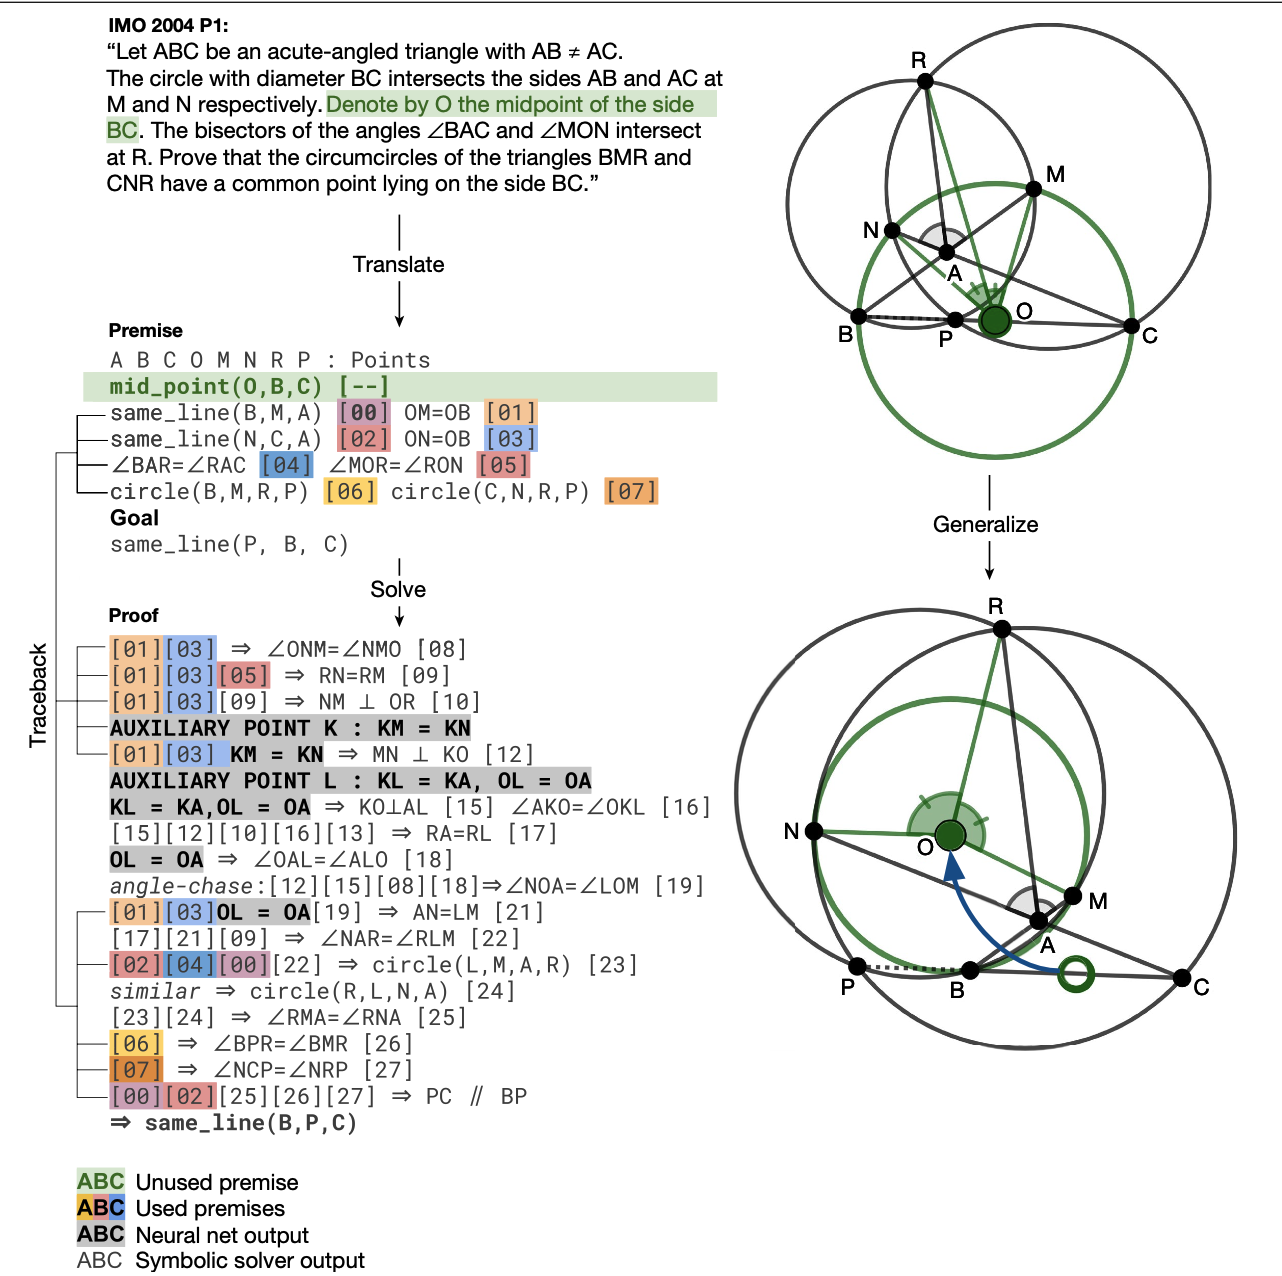 IMO 2004 P1:
“Let ABC be an acute-angled triangle with AB ≠ AC.
The circle with diameter BC intersects the sides AB and AC at
M and N respectively. Denote by O the midpoint of the side
BC. The bisectors of the angles ∠BAC and ∠MON intersect
at R. Prove that the circumcircles of the triangles BMR and
CNR have a common point lying on the side BC.”
Translate
Premise
A B C O M N R P : Points
mid_point(O,B,C) [--]
same_line(B,M,A) [00] OM=OB [01]
same_line(N,C,A) [02] ON=OB [03]
∠BAR=∠RAC [04] ∠MOR=∠RON [05]
circle(B,M,R,P) [06] circle(C,N,R,P) [07]
Goal
same_line(P, B, C)
Solve
Proof
Traceback
[01][03] ⇒ ∠ONM=∠NMO [08]
[01][03][05] ⇒ RN=RM [09]
[01][03][09] ⇒ NM ⊥ OR [10]
AUXILIARY POINT K : KM = KN
[01][03] KM = KN ⇒ MN ⊥ KO [12]
AUXILIARY POINT L : KL = KA, OL = OA
KL = KA,OL = OA ⇒ KO⊥AL [15] ∠AKO=∠OKL [16]
[15][12][10][16][13] ⇒ RA=RL [17]
OL = OA ⇒ ∠OAL=∠ALO [18]
angle-chase:[12][15][08][18]⇒∠NOA=∠LOM [19]
[01][03]OL = OA[19] ⇒ AN=LM [21]
[17][21][09] ⇒ ∠NAR=∠RLM [22]
[02][04][00][22] ⇒ circle(L,M,A,R) [23]
similar ⇒ circle(R,L,N,A) [24]
[23][24] ⇒ ∠RMA=∠RNA [25]
[06] ⇒ ∠BPR=∠BMR [26]
[07] ⇒ ∠NCP=∠NRP [27]
[00][02][25][26][27] ⇒ PC ∥ BP
⇒ same_line(B,P,C)
ABC Unused premise
ABC Used premises
ABC Neural net output
ABC Symbolic solver output
R
M
N
A
O
B
P
C
Generalize
R
N
O
M
A
P
B
C